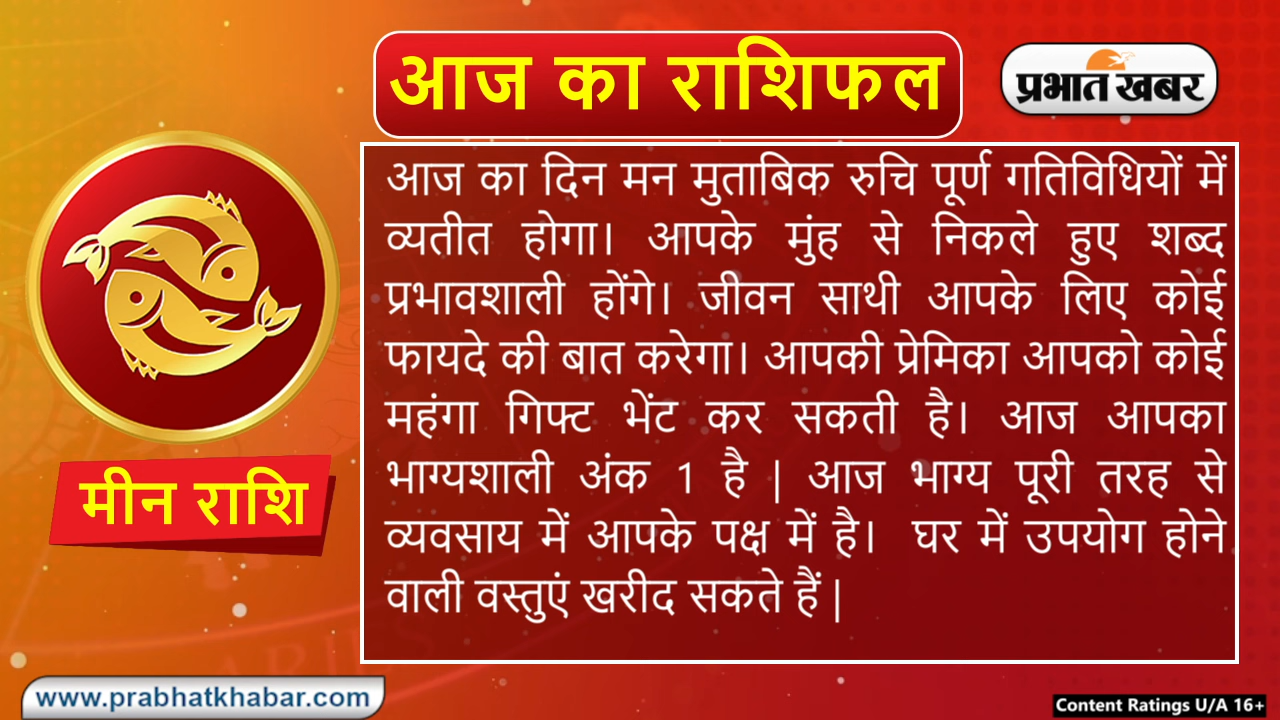 आज का राशिफल
प्रभात खबर
आज का दिन मन मुताबिक रुचि पूर्ण गतिविधियों में
व्यतीत होगा। आपके मुंह से निकले हुए शब्द
प्रभावशाली होंगे। जीवन साथी आपके लिए कोई
फायदे की बात करेगा। आपकी प्रेमिका आपको कोई
महंगा गिफ्ट भेंट कर सकती है। आज आपका
भाग्यशाली अंक 1 है | आज भाग्य पूरी तरह से
व्यवसाय में आपके पक्ष में है। घर में उपयोग होने
वाली वस्तुएं खरीद सकते हैं |
मीन राशि
www.prabhatkhabar.com
Content Ratings U/A 16+